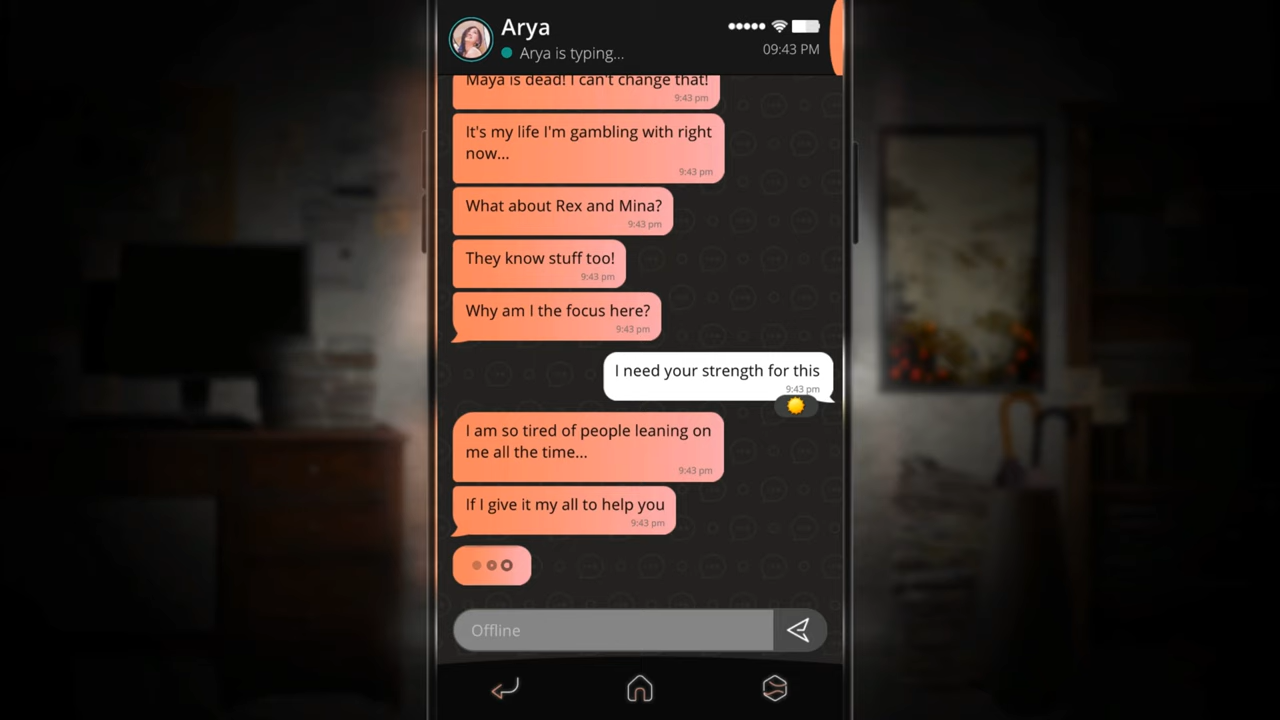 Arya
Arya is typing...
09:43 PM
Maya is dead! I can't change that!
9:43 pm
It's my life I'm gambling with right
now...
9:43 pm
What about Rex and Mina?
9:43 pm
They know stuff too!
9:43 pm
Why am I the focus here?
9:43 pm
I need your strength for this
9:43 pm
I am so tired of people leaning on
me all the time...
9:43 pm
If I give it my all to help you
9:43 pm
Offline